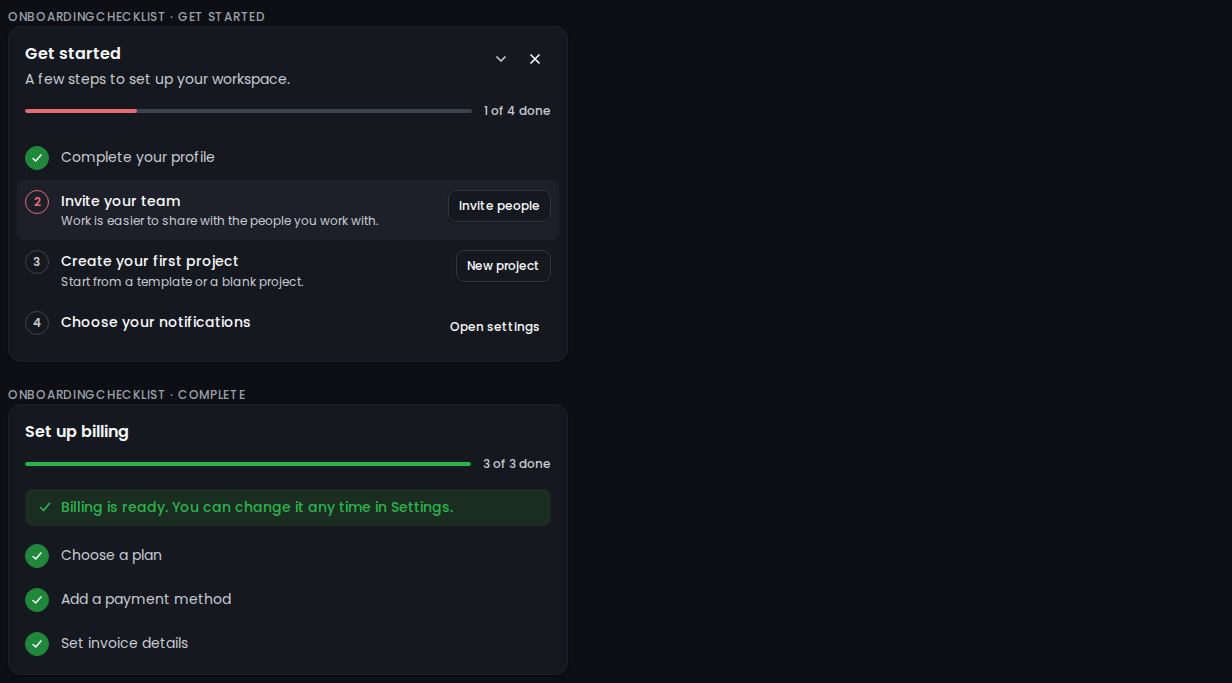 ONBOARDINGCHECKLIST · GET STARTED
Get started
A few steps to set up your workspace.
1 of 4 done
Complete your profile
2 Invite your team
Work is easier to share with the people you work with.
Invite people
3 Create your first project
Start from a template or a blank project.
New project
4 Choose your notifications
Open settings
ONBOARDINGCHECKLIST · COMPLETE
Set up billing
3 of 3 done
Billing is ready. You can change it any time in Settings.
Choose a plan
Add a payment method
Set invoice details